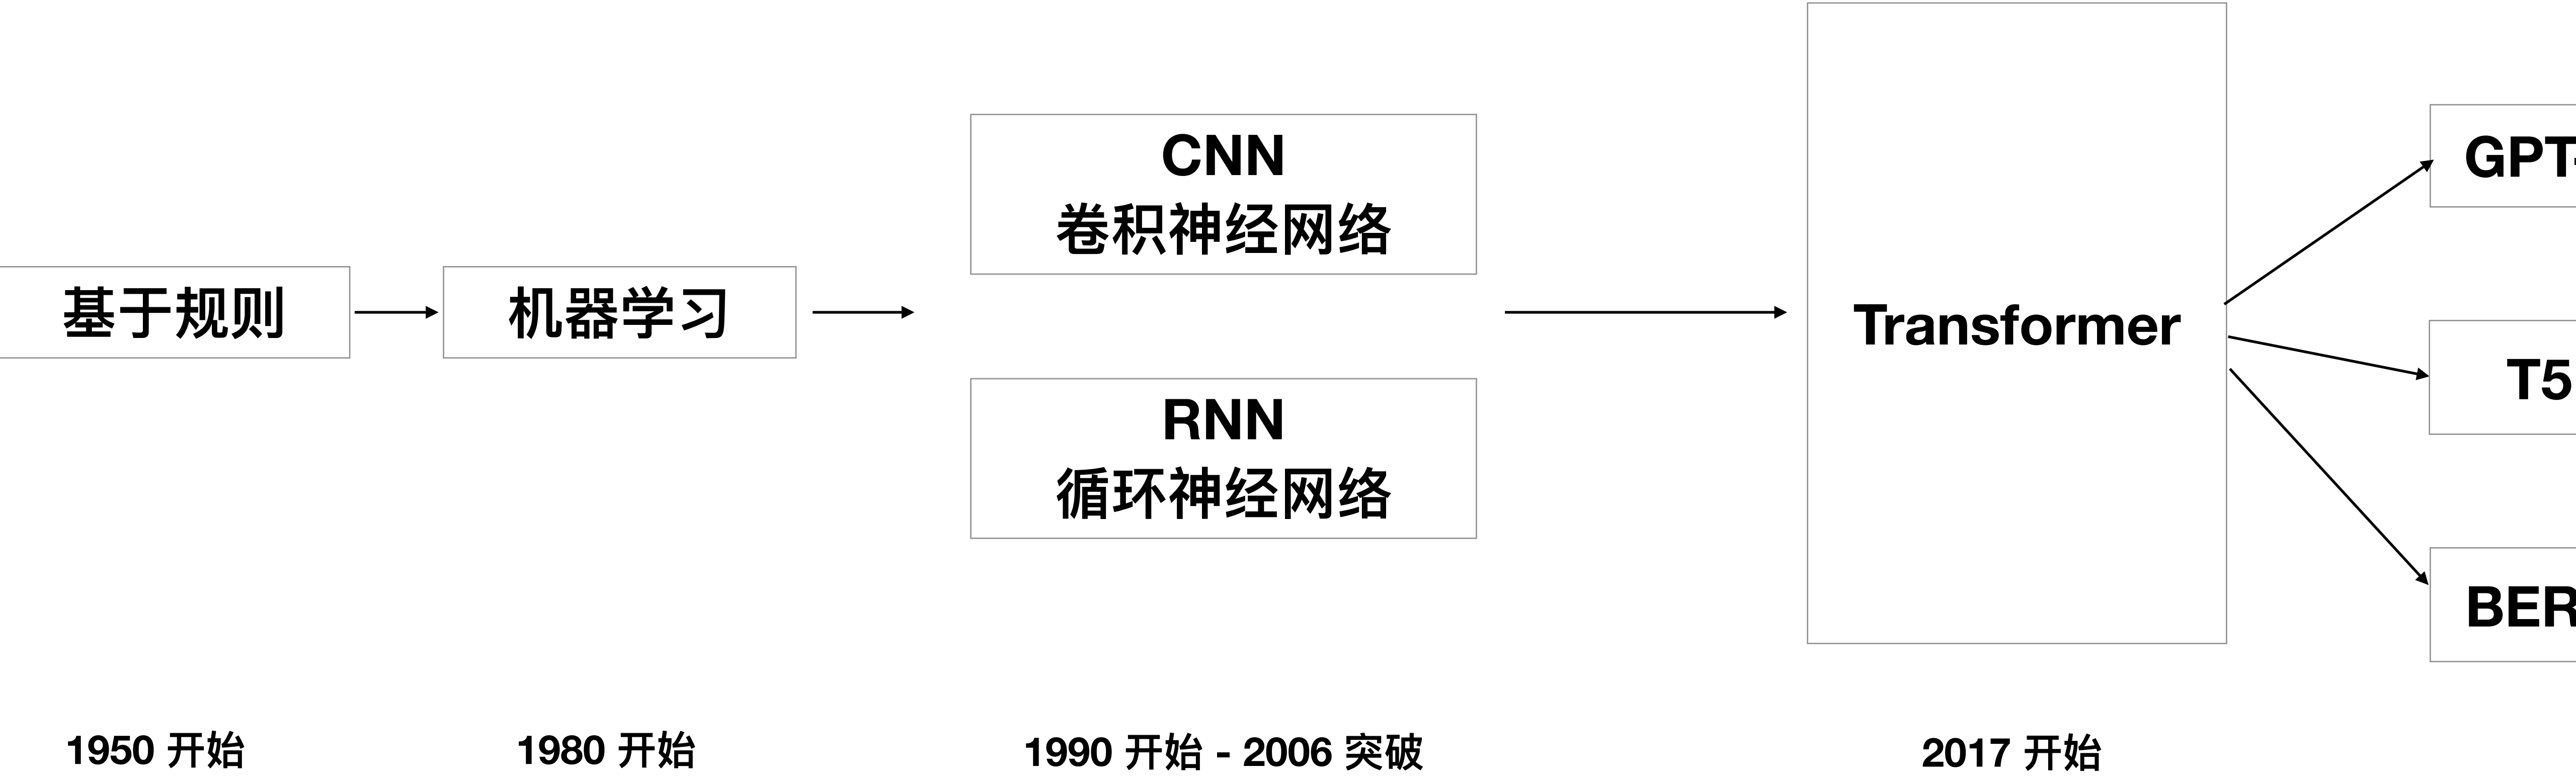 基于规则
机器学习
CNN
卷积神经网络
RNN
循环神经网络
Transformer
GPT
T5
BER
1950 开始
1980 开始
1990 开始 - 2006 突破
2017 开始